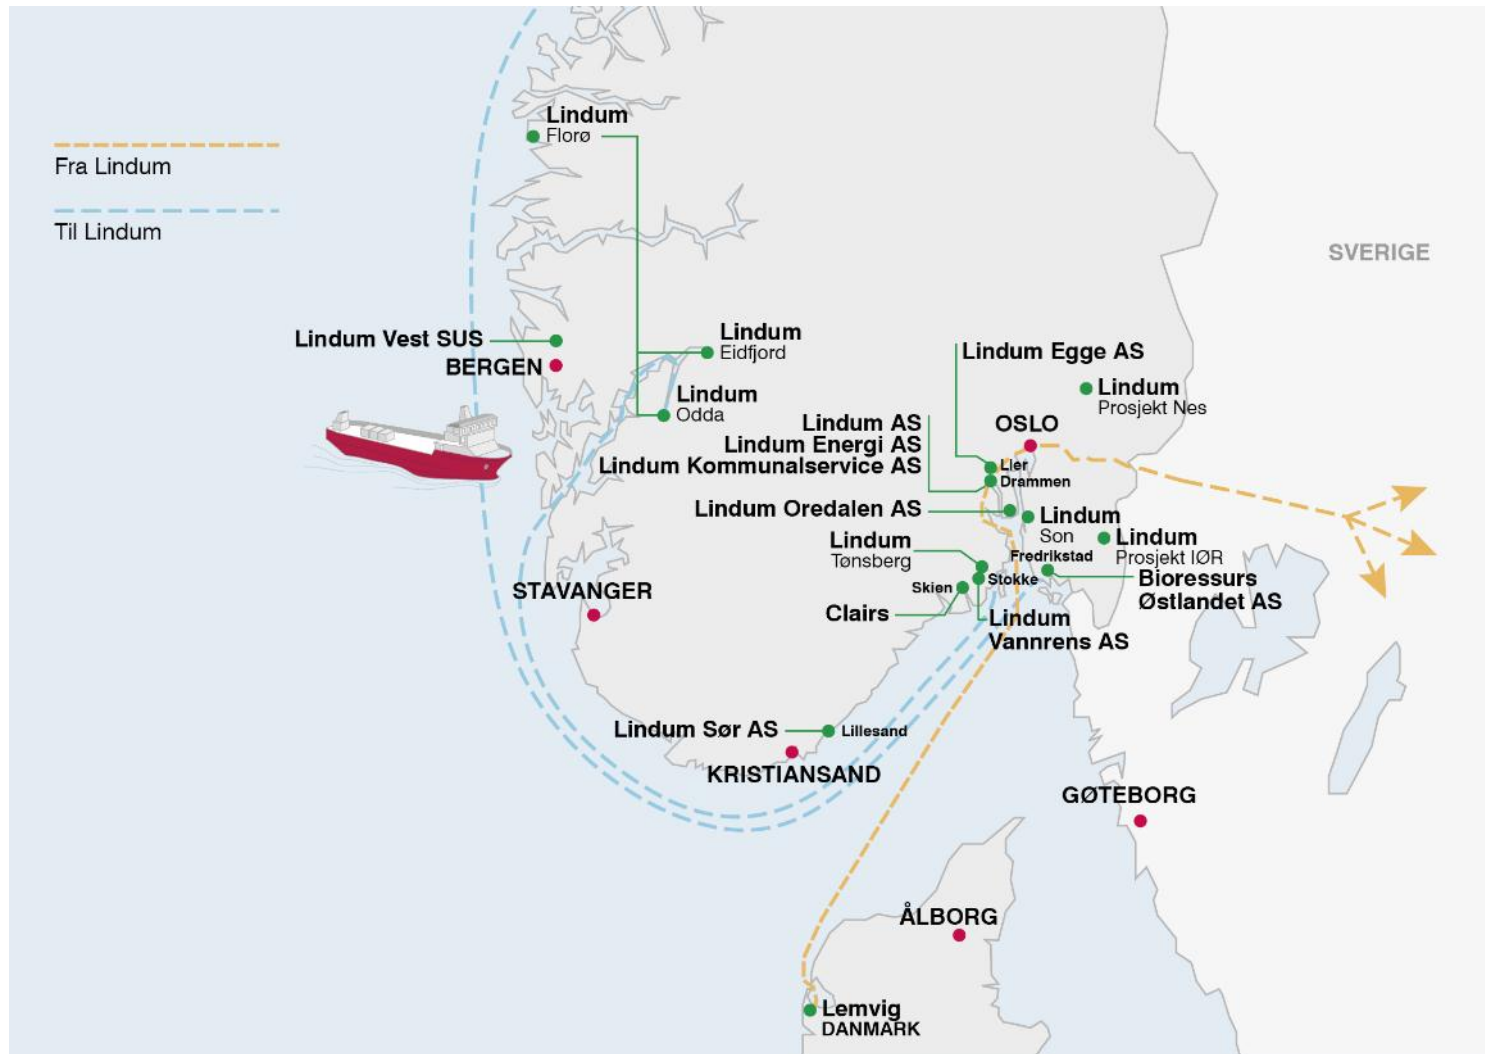 Lindum
Florø
Fra Lindum
Til Lindum
SVERIGE
Lindum Vest SUS
BERGEN
Lindum
Eidfjord
Lindum
Odda
Lindum Egge AS
Lindum
Prosjekt Nes
Lindum AS
Lindum Energi AS
Lindum Kommunalservice AS
OSLO
Lier
Drammen
Lindum Oredalen AS
Lindum
Son
Lindum
Prosjekt IØR
Lindum
Tønsberg
Fredrikstad
Bioressurs
Østlandet AS
Stokke
Skien
Clairs
Lindum
Vannrens AS
STAVANGER
Lindum Sør AS
Lillesand
KRISTIANSAND
GØTEBORG
ÅLBORG
Lemvig
DANMARK